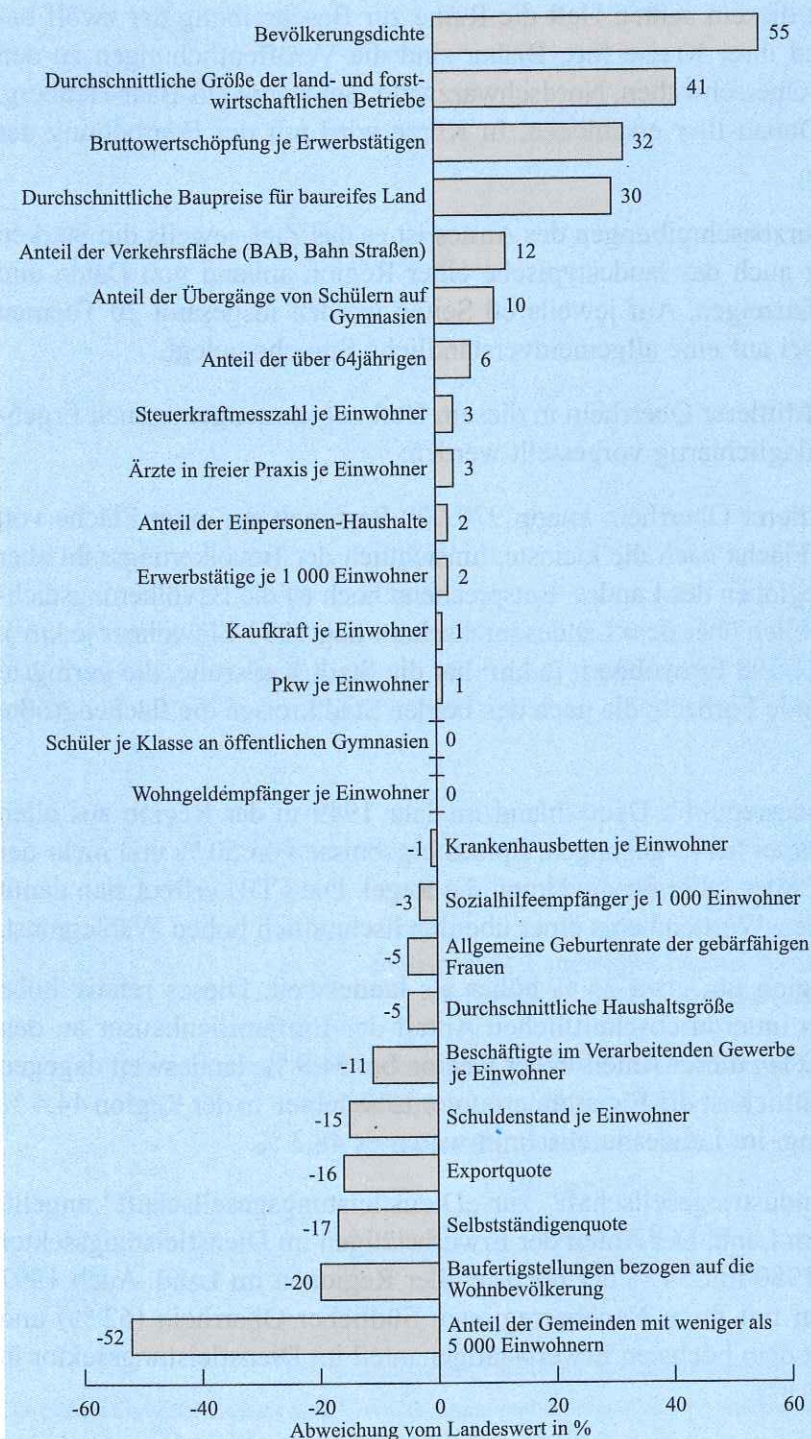 Bevölkerungsdichte 55
Durchschnittliche Größe der land- und forst-
wirtschaftlichen Betriebe 41
Bruttowertschöpfung je Erwerbstätigen 32
Durchschnittliche Baupreise für baureifes Land 30
Anteil der Verkehrsfläche (BAB, Bahn Straßen) 12
Anteil der Übergänge von Schülern auf
Gymnasien 10
Anteil der über 64jährigen 6
Steuerkraftmesszahl je Einwohner 3
Ärzte in freier Praxis je Einwohner 3
Anteil der Einpersonen-Haushalte 2
Erwerbstätige je 1 000 Einwohner 2
Kaufkraft je Einwohner 1
Pkw je Einwohner 1
Schüler je Klasse an öffentlichen Gymnasien 0
Wohngeldempfänger je Einwohner 0
-1 Krankenhausbetten je Einwohner
-3 Sozialhilfeempfänger je 1 000 Einwohner
-5 Allgemeine Geburtenrate der gebärfähigen
Frauen
-5 Durchschnittliche Haushaltsgröße
-11 Beschäftigte im Verarbeitenden Gewerbe
je Einwohner
-15 Schuldenstand je Einwohner
-16 Exportquote
-17 Selbstständigenquote
-20 Baufertigstellungen bezogen auf die
Wohnbevölkerung
-52 Anteil der Gemeinden mit weniger als
5 000 Einwohnern
-60 -40 -20 0 20 40 60
Abweichung vom Landeswert in %